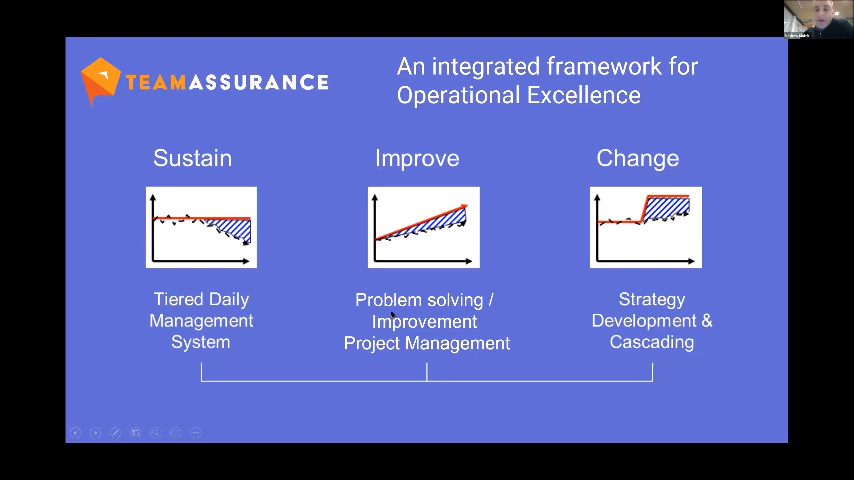 TEAMASSURANCE
An integrated framework for
Operational Excellence
Sustain
Improve
Change
Tiered Daily
Management
System
Problem solving /
Improvement
Project Management
Strategy
Development &
Cascading